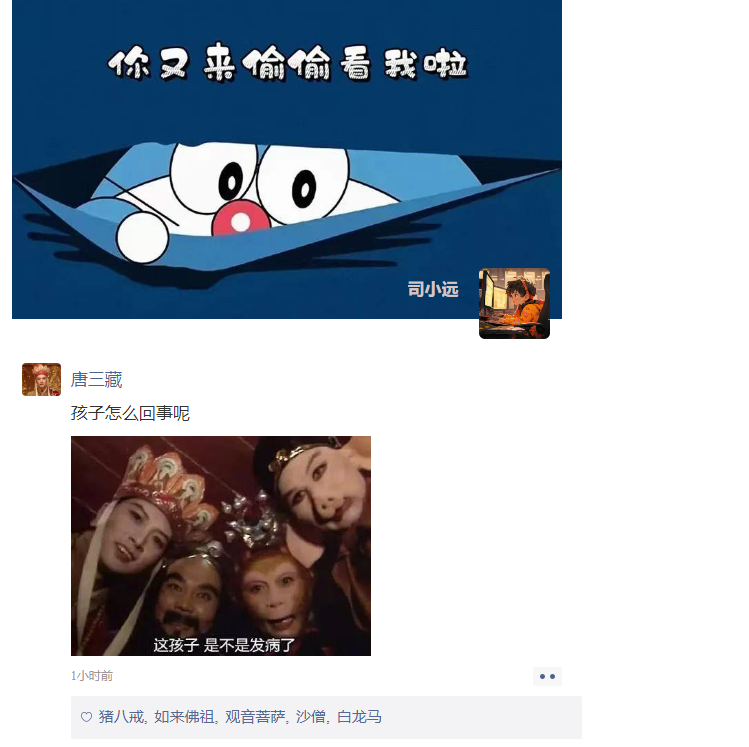 你又来偷偷看我啦
司小远
唐三藏
孩子怎么回事呢
这孩子 是不是发病了
1小时前
猪八戒, 如来佛祖, 观音菩萨, 沙僧, 白龙马